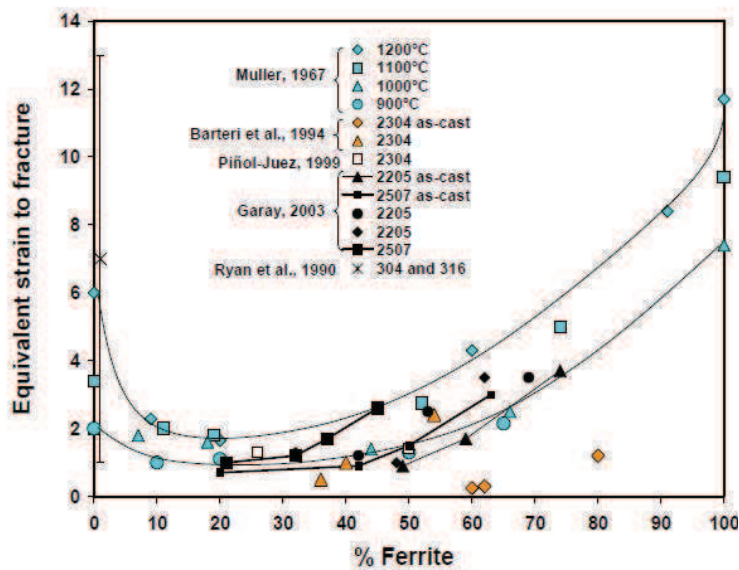 14
12
10
8
6
4
2
0
Equivalent strain to fracture
Muller, 1967
1200°C
1100°C
1000°C
900°C
Barteri et al., 1994
2304 as-cast
2304
Piñol-Juez, 1999
2304
Garay, 2003
2205 as-cast
2507 as-cast
2205
2205
2507
Ryan et al., 1990
304 and 316
0 10 20 30 40 50 60 70 80 90 100
% Ferrite